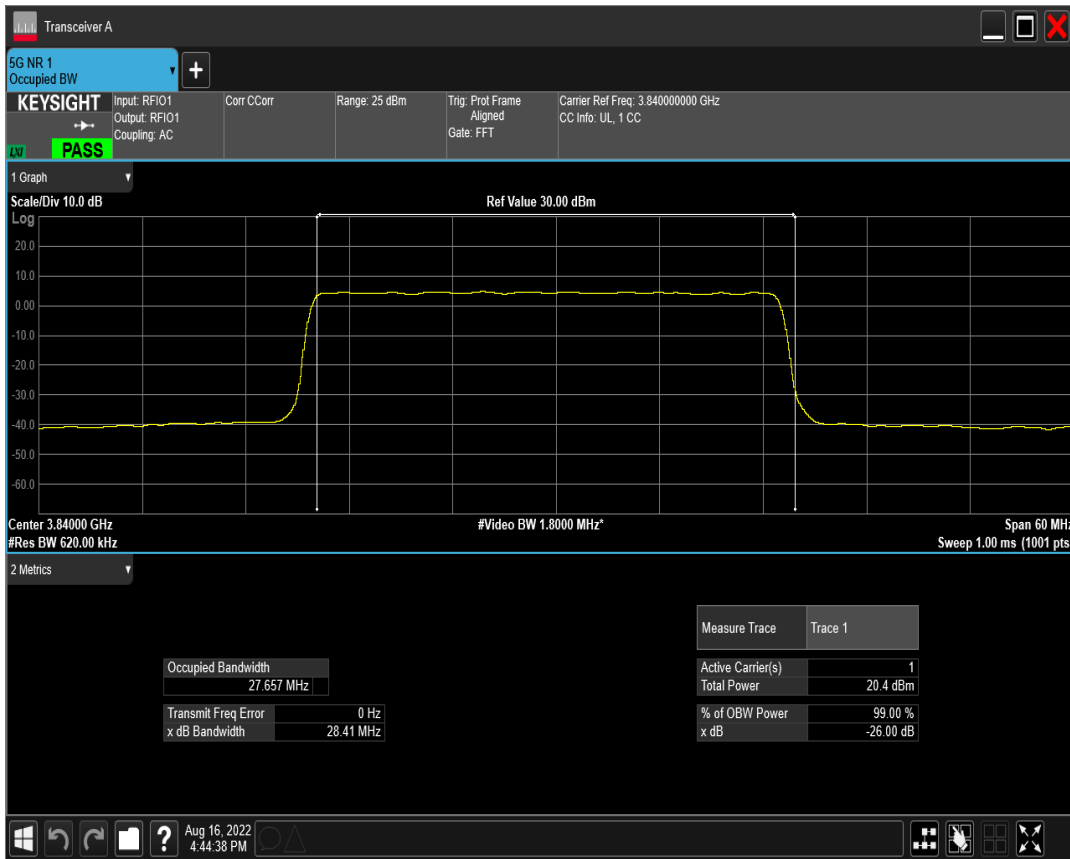 Transceiver A
5G NR 1
Occupied BW
KEYSIGHT
LXI
PASS
Input: RFIO1
Output: RFIO1
Coupling: AC
Corr CCorr
Range: 25 dBm
Trig: Prot Frame
Aligned
Gate: FFT
Carrier Ref Freq: 3.840000000 GHz
CC Info: UL, 1 CC
1 Graph
Scale/Div 10.0 dB
Ref Value 30.00 dBm
Log
20.0
10.0
0.00
-10.0
-20.0
-30.0
-40.0
-50.0
-60.0
Center 3.84000 GHz
#Video BW 1.8000 MHz*
Span 60 MHz
#Res BW 620.00 kHz
Sweep 1.00 ms (1001 pts
2 Metrics
Measure Trace Trace 1
Occupied Bandwidth
27.657 MHz
Active Carrier(s) 1
Total Power 20.4 dBm
Transmit Freq Error 0 Hz
x dB Bandwidth 28.41 MHz
% of OBW Power 99.00 %
x dB -26.00 dB
?
Aug 16, 2022
4:44:38 PM